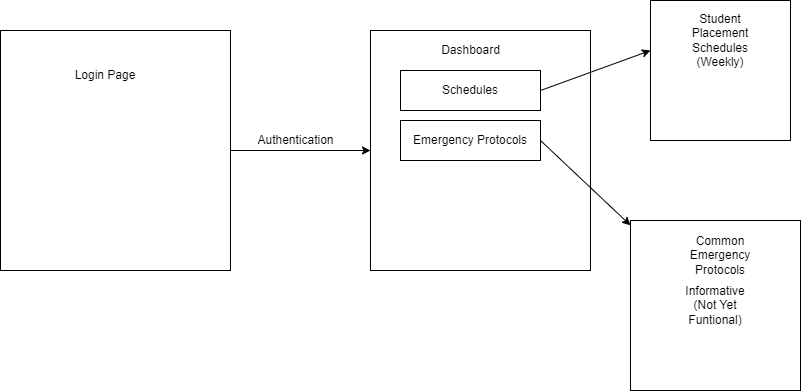 Login Page
Authentication
Dashboard
Schedules
Emergency Protocols
Student
Placement
Schedules
(Weekly)
Common
Emergency
Protocols
Informative
(Not Yet
Funtional)